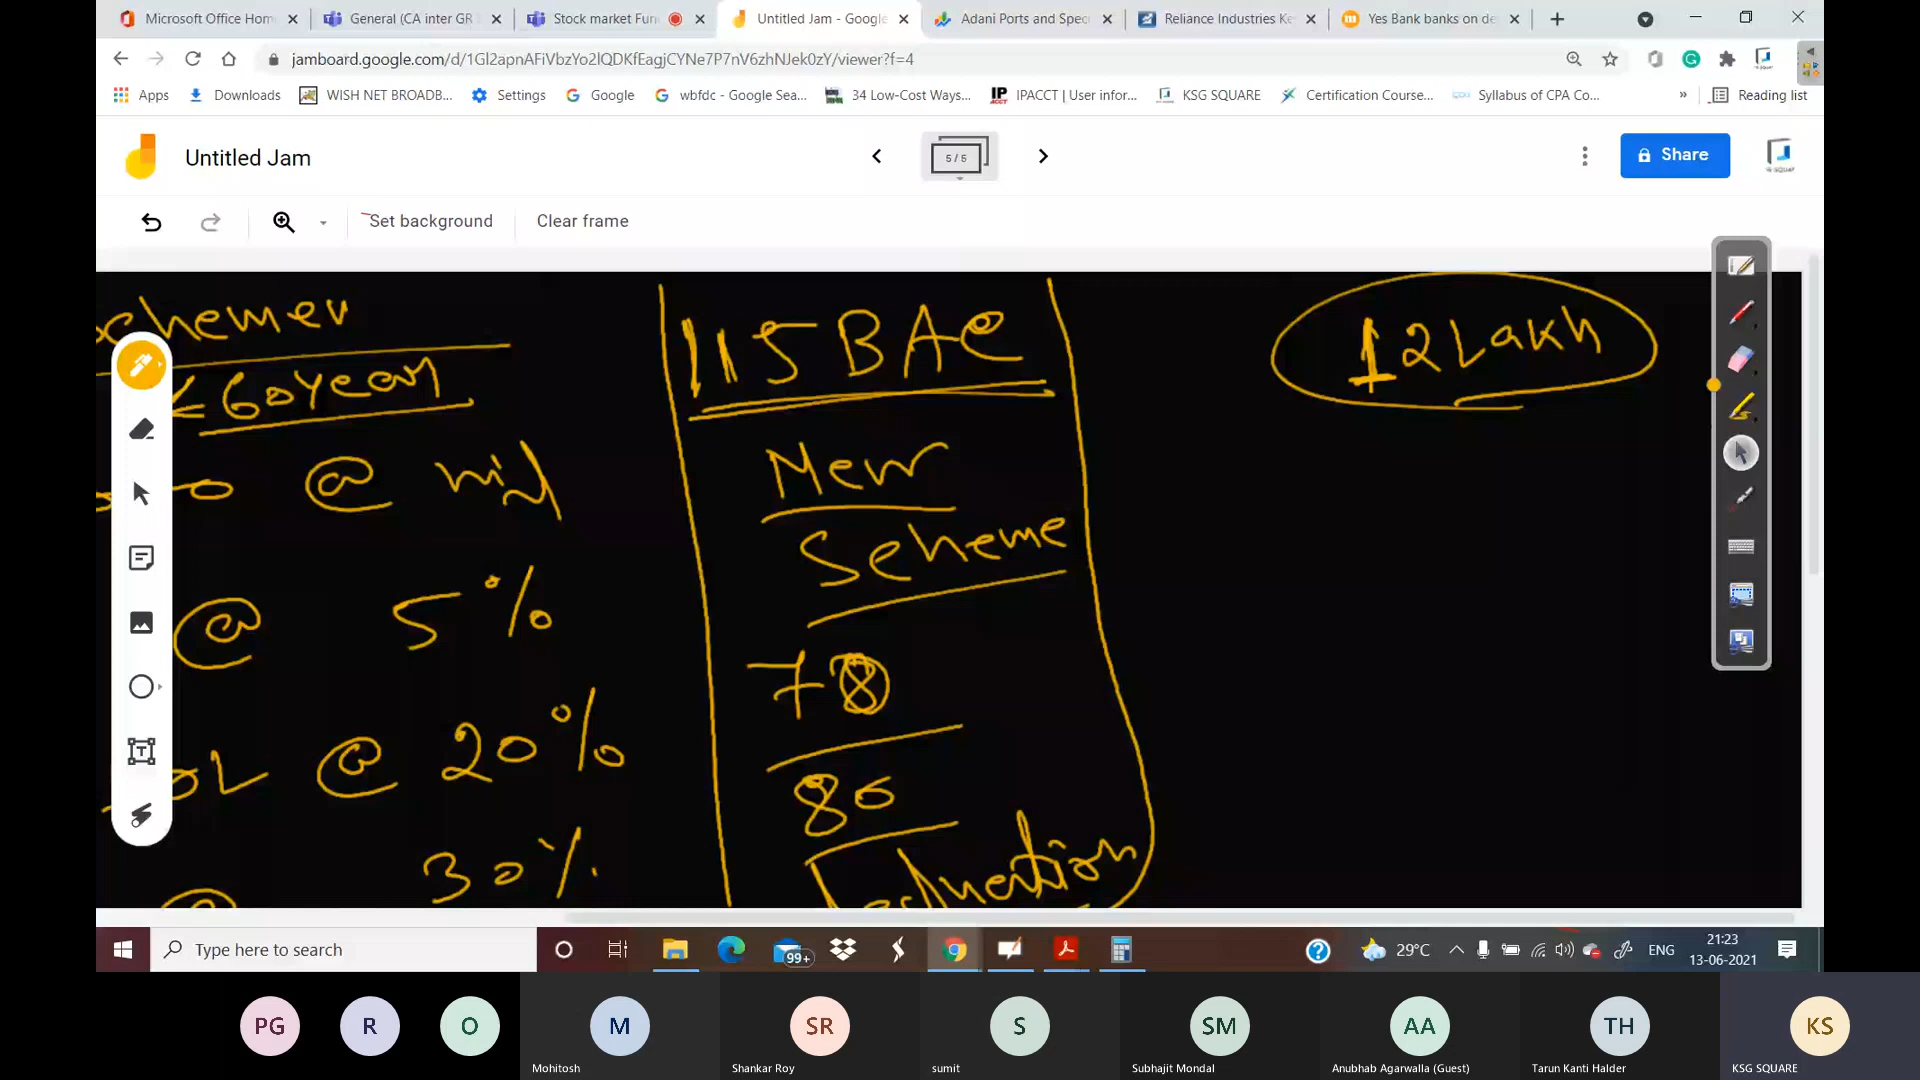 Microsoft Office Hom
General (CA inter GR
Stock market Fun
Untitled Jam - Google
Adani Ports and Spec
Reliance Industries Ke
Yes Bank banks on de
jamboard.google.com/d/1Gl2apnAFiVbzYo2lQDKfEagjCYNe7P7nV6zhNJek0zY/viewer?f=4
Apps
Downloads
WISH NET BROADB...
Settings
Google
wbfdc - Google Sea...
34 Low-Cost Ways...
IPACCT | User infor...
KSG SQUARE
Certification Course...
Syllabus of CPA Co...
»
Reading list
Untitled Jam
5 / 5
Share
Set background
Clear frame
<60 year
@ nil
@ 5%
@ 20%
30%
115BAC
New
Scheme
80
12 Lakh
Type here to search
99+
29°C
ENG
21:23
13-06-2021
PG
R
O
M
SR
S
SM
AA
TH
KS
Mohitosh
Shankar Roy
sumit
Subhajit Mondal
Anubhab Agarwalla (Guest)
Tarun Kanti Halder
KSG SQUARE